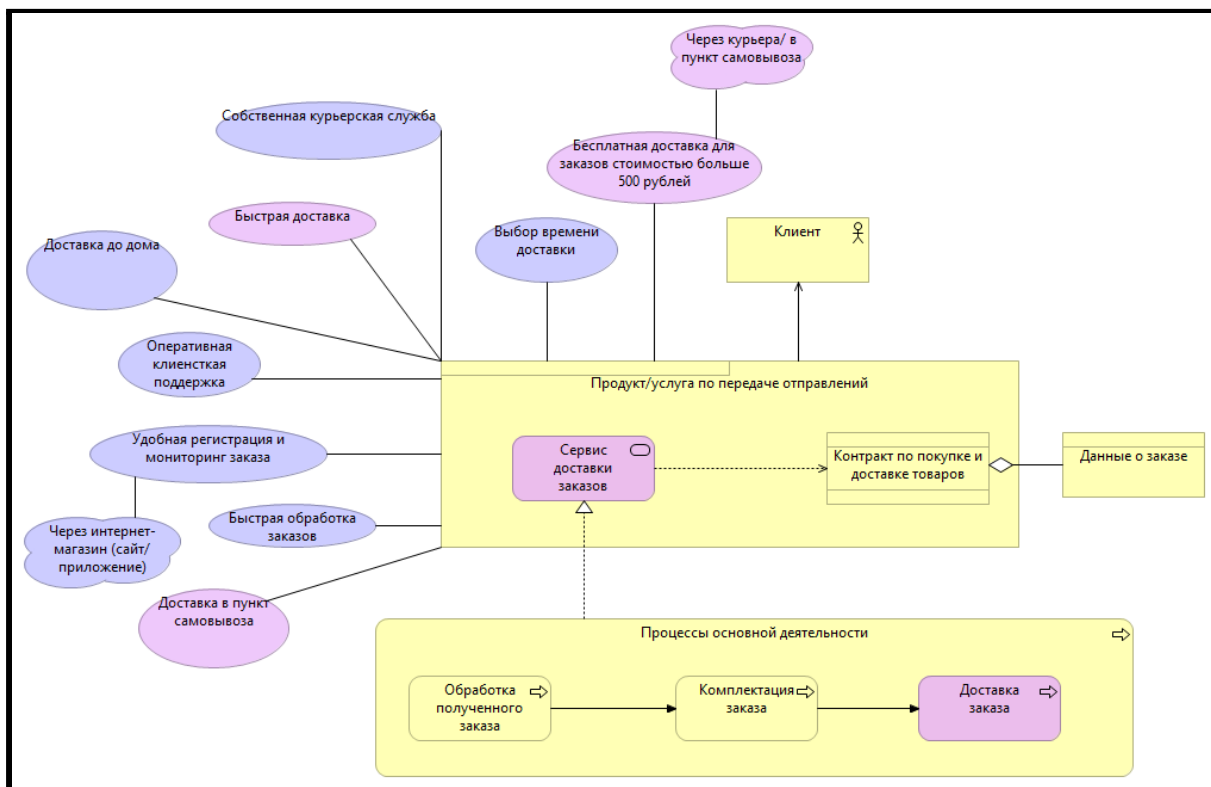 Через курьера/ в
пункт самовывоза
Собственная курьерская служба
Бесплатная доставка для
заказов стоимостью больше
500 рублей
Быстрая доставка
Доставка до дома
Выбор времени
доставки
Клиент
Оперативная
клиенсткая
поддержка
Продукт/услуга по передаче отправлений
Удобная регистрация и
мониторинг заказа
Сервис
доставки
заказов
Контракт по покупке и
доставке товаров
Данные о заказе
Быстрая обработка
заказов
Через интернет-
магазин (сайт/
приложение)
Доставка в пункт
самовывоза
Процессы основной деятельности
Обработка
полученного
заказа
Комплектация
заказа
Доставка
заказа